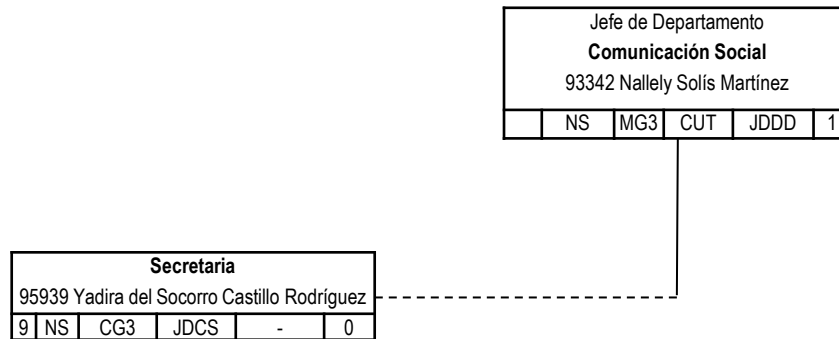 Jefe de Departamento
Comunicación Social
93342 Nallely Solís Martínez
NS MG3 CUT JDDD 1
Secretaria
95939 Yadira del Socorro Castillo Rodríguez
9 NS CG3 JDCS - 0